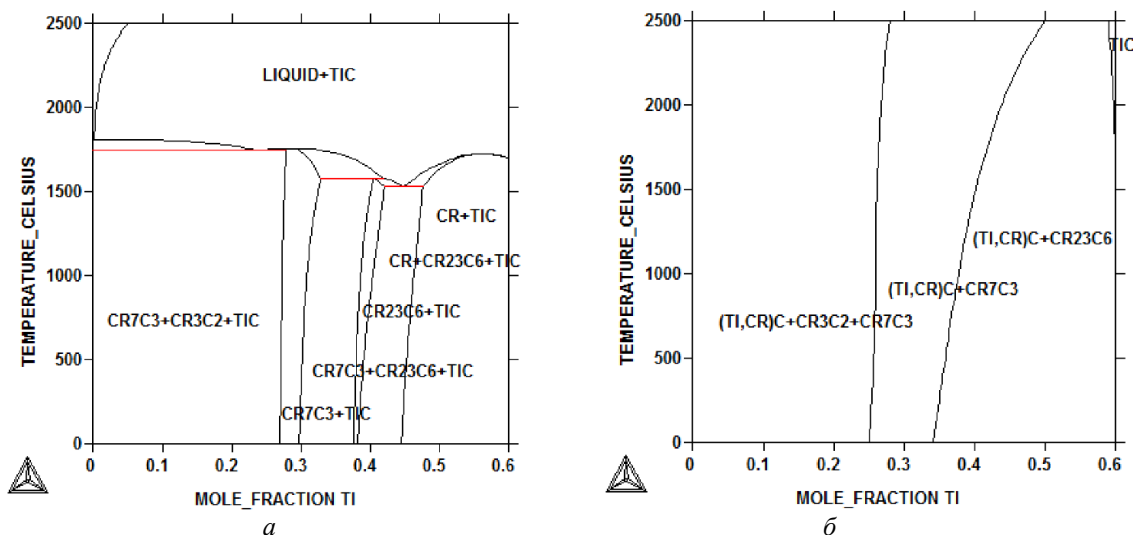 2500
2000
1500
1000
500
0
TEMPERATURE_CELSIUS
LIQUID+TIC
CR+TIC
CR+CR23C6+TIC
CR7C3+CR3C2+TIC
CR23C6+TIC
CR7C3+CR23C6+TIC
CR7C3+TIC
0 0.1 0.2 0.3 0.4 0.5 0.6
MOLE_FRACTION TI
а
2500
2000
1500
1000
500
0
TEMPERATURE_CELSIUS
TIC
(TI,CR)C+CR23C6
(TI,CR)C+CR7C3
(TI,CR)C+CR3C2+CR7C3
0 0.1 0.2 0.3 0.4 0.5 0.6
MOLE_FRACTION TI
б